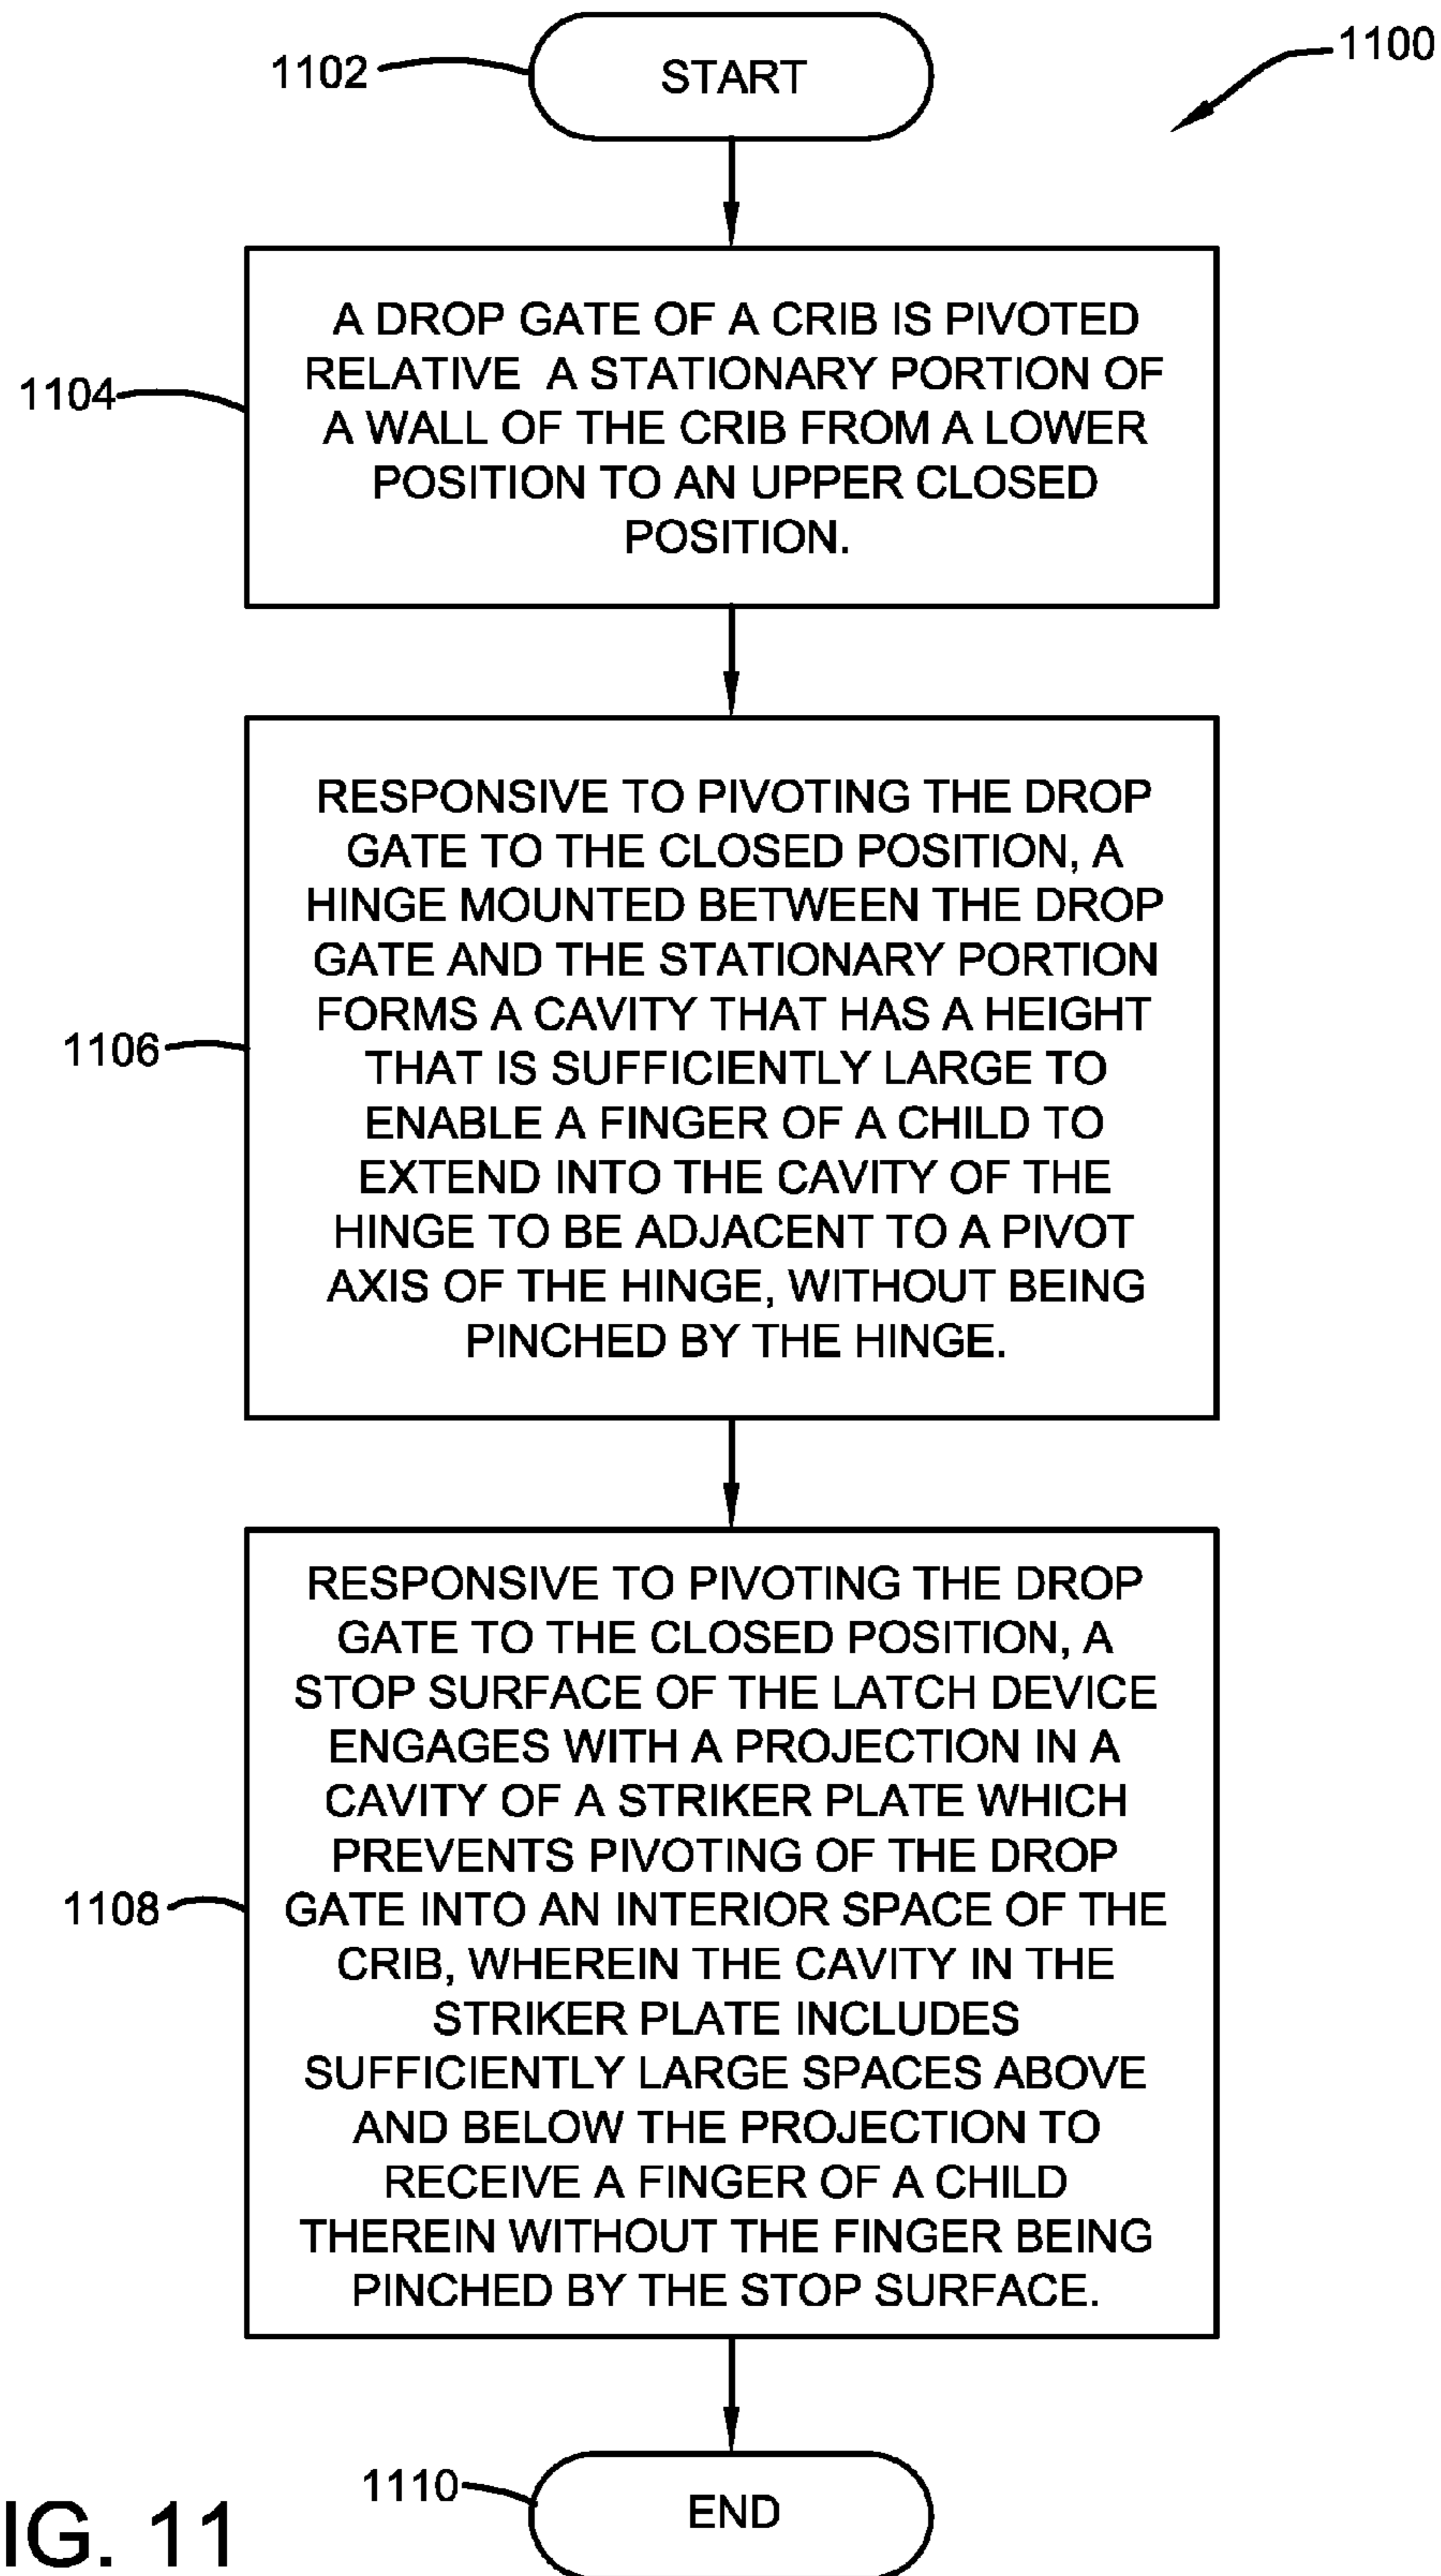 1102
START
1100
1104
A DROP GATE OF A CRIB IS PIVOTED
RELATIVE A STATIONARY PORTION OF
A WALL OF THE CRIB FROM A LOWER
POSITION TO AN UPPER CLOSED
POSITION.
1106
RESPONSIVE TO PIVOTING THE DROP
GATE TO THE CLOSED POSITION, A
HINGE MOUNTED BETWEEN THE DROP
GATE AND THE STATIONARY PORTION
FORMS A CAVITY THAT HAS A HEIGHT
THAT IS SUFFICIENTLY LARGE TO
ENABLE A FINGER OF A CHILD TO
EXTEND INTO THE CAVITY OF THE
HINGE TO BE ADJACENT TO A PIVOT
AXIS OF THE HINGE, WITHOUT BEING
PINCHED BY THE HINGE.
1108
RESPONSIVE TO PIVOTING THE DROP
GATE TO THE CLOSED POSITION, A
STOP SURFACE OF THE LATCH DEVICE
ENGAGES WITH A PROJECTION IN A
CAVITY OF A STRIKER PLATE WHICH
PREVENTS PIVOTING OF THE DROP
GATE INTO AN INTERIOR SPACE OF THE
CRIB, WHEREIN THE CAVITY IN THE
STRIKER PLATE INCLUDES
SUFFICIENTLY LARGE SPACES ABOVE
AND BELOW THE PROJECTION TO
RECEIVE A FINGER OF A CHILD
THEREIN WITHOUT THE FINGER BEING
PINCHED BY THE STOP SURFACE.
1110
END
IG. 11